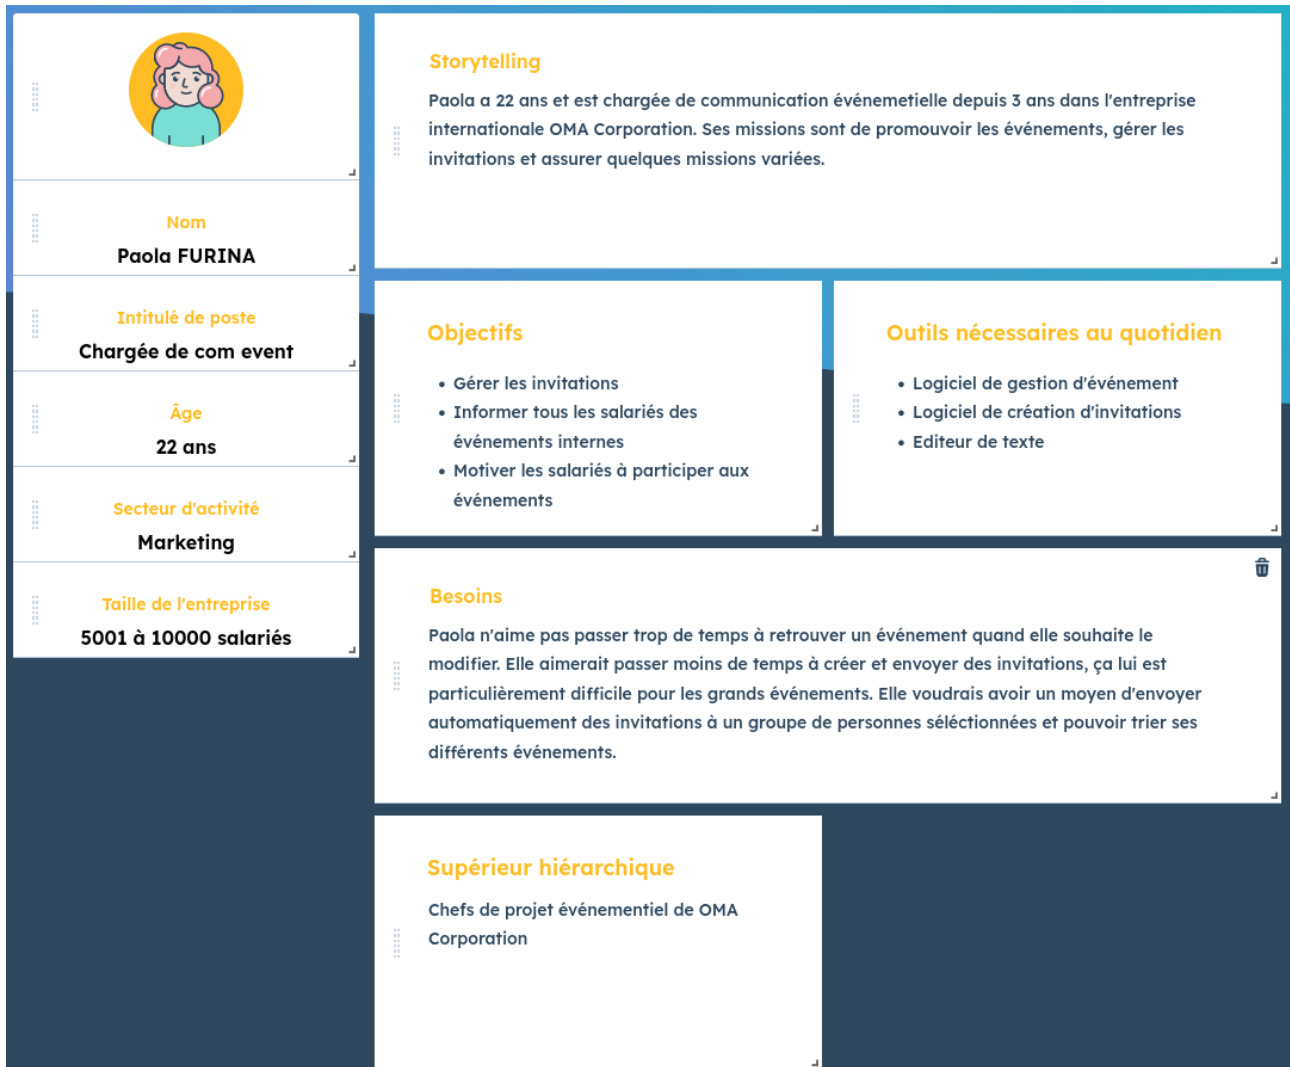 Nom
Paola FURINA
Intitulé de poste
Chargée de com event
Âge
22 ans
Secteur d'activité
Marketing
Taille de l'entreprise
5001 à 10000 salariés
Storytelling
Paola a 22 ans et est chargée de communication événemetielle depuis 3 ans dans l'entreprise
internationale OMA Corporation. Ses missions sont de promouvoir les événements, gérer les
invitations et assurer quelques missions variées.
Objectifs
• Gérer les invitations
• Informer tous les salariés des
événements internes
• Motiver les salariés à participer aux
événements
Outils nécessaires au quotidien
• Logiciel de gestion d'événement
• Logiciel de création d'invitations
• Editeur de texte
Besoins
Paola n'aime pas passer trop de temps à retrouver un événement quand elle souhaite le
modifier. Elle aimerait passer moins de temps à créer et envoyer des invitations, ça lui est
particulièrement difficile pour les grands événements. Elle voudrais avoir un moyen d'envoyer
automatiquement des invitations à un groupe de personnes séléctionnées et pouvoir trier ses
différents événements.
Supérieur hiérarchique
Chefs de projet événementiel de OMA
Corporation